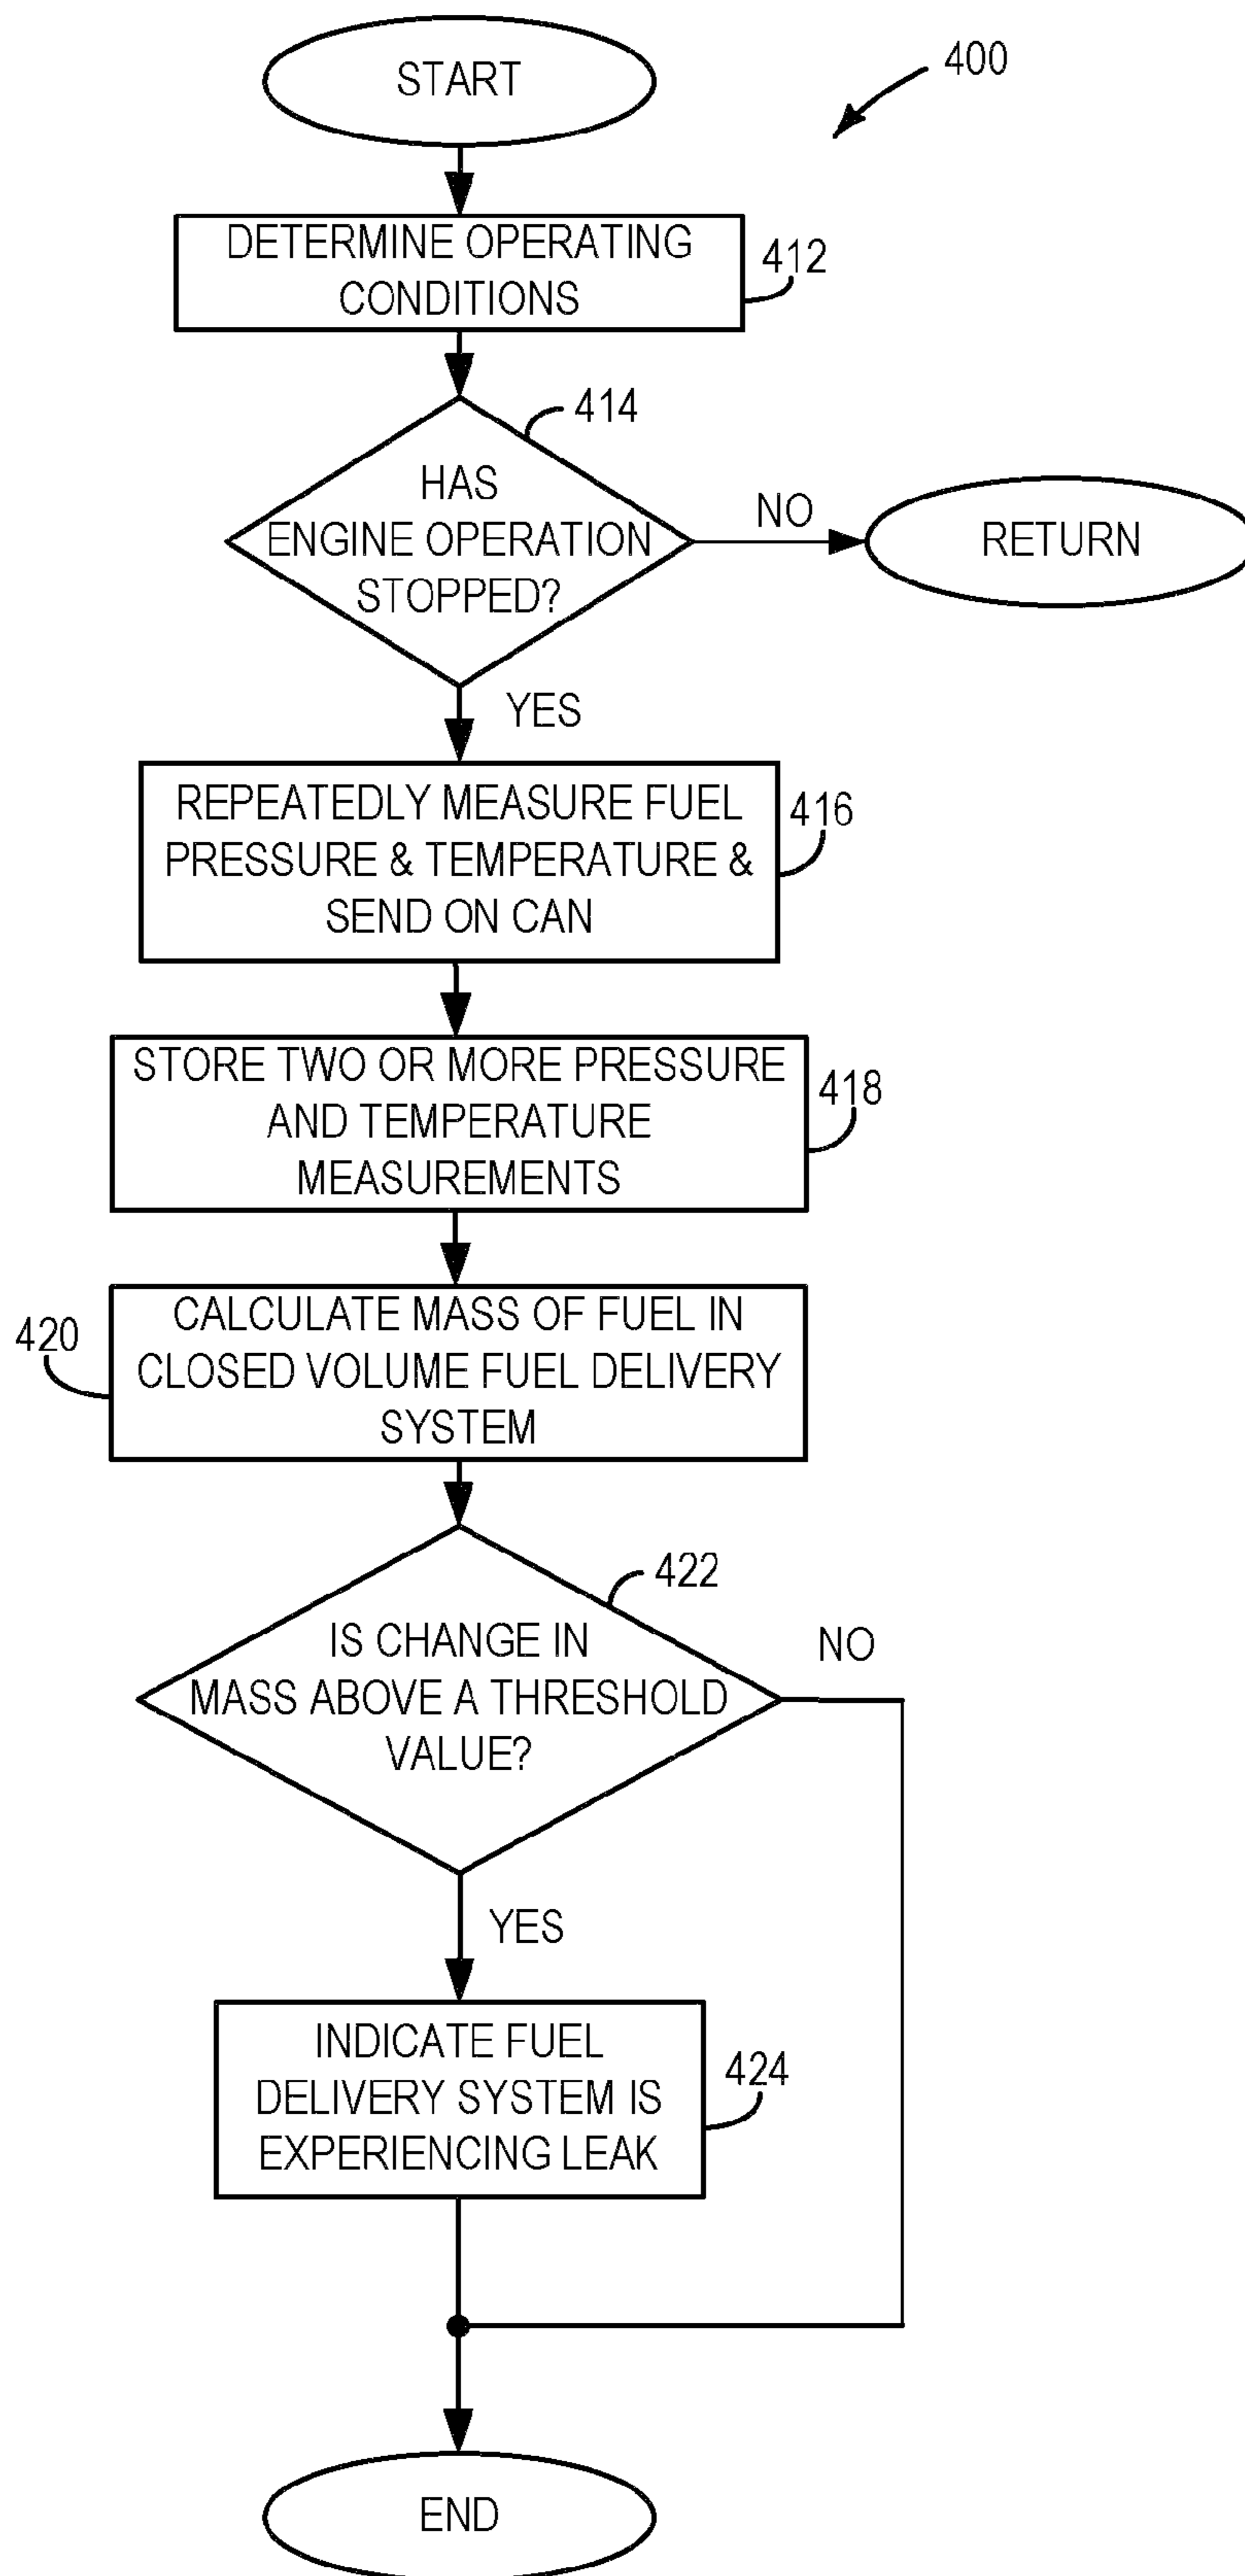 START
400
DETERMINE OPERATING
CONDITIONS
412
414
HAS
ENGINE OPERATION
STOPPED?
NO
RETURN
YES
REPEATEDLY MEASURE FUEL
PRESSURE & TEMPERATURE &
SEND ON CAN
416
STORE TWO OR MORE PRESSURE
AND TEMPERATURE
MEASUREMENTS
418
420
CALCULATE MASS OF FUEL IN
CLOSED VOLUME FUEL DELIVERY
SYSTEM
422
IS CHANGE IN
MASS ABOVE A THRESHOLD
VALUE?
NO
YES
INDICATE FUEL
DELIVERY SYSTEM IS
EXPERIENCING LEAK
424
END